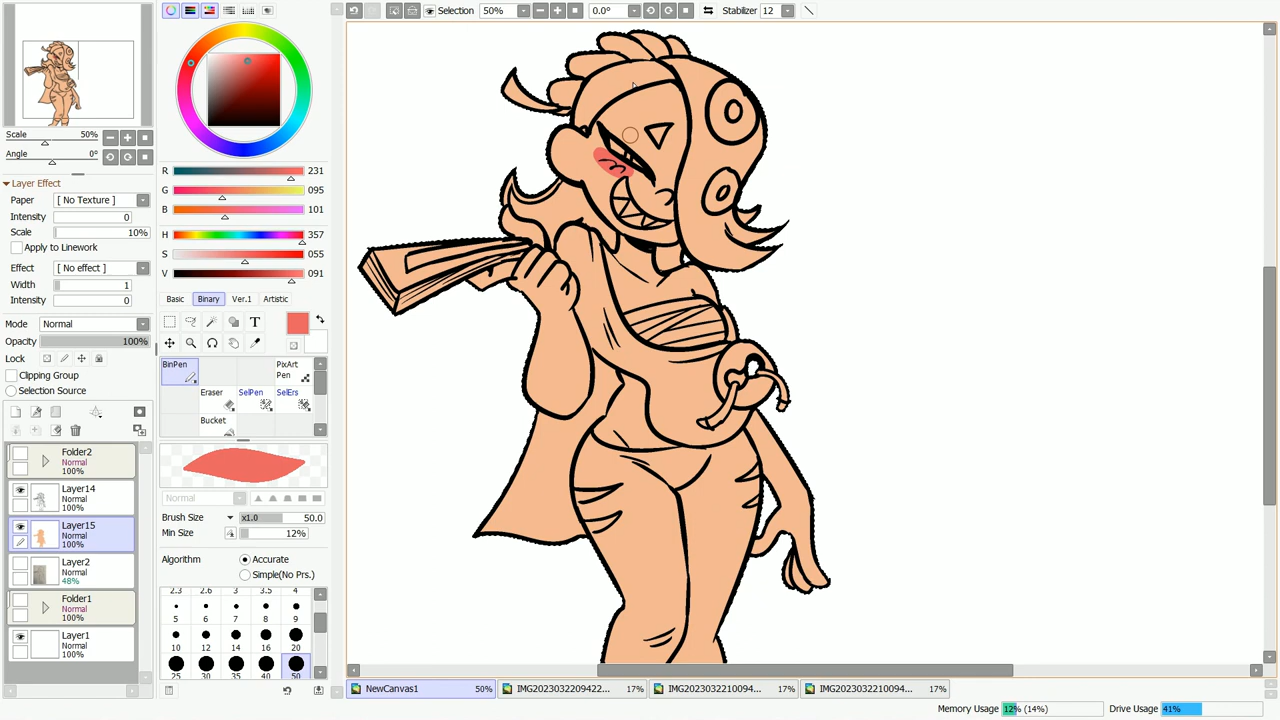 Selection 50% 0.0° Stabilizer 12
Scale 50%
Angle 0°
Layer Effect
Paper [ No Texture ]
Intensity 0
Scale 10%
Apply to Linework
Effect [ No effect ]
Width 1
Intensity 0
Mode Normal
Opacity 100%
Lock
Clipping Group
Selection Source
Folder2
Normal
100%
Layer14
Normal
100%
Layer15
Normal
100%
Layer2
Normal
48%
Folder1
Normal
100%
Layer1
Normal
100%
R 231
G 095
B 101
H 357
S 055
V 091
Basic Binary Ver.1 Artistic
T
BinPen PixArt
Pen
Eraser SelPen SelErs
Bucket
Normal
Brush Size x1.0 50.0
Min Size 12%
Algorithm Accurate
Simple(No Prs.)
2.3 2.6 3 3.5 4
5 6 7 8 9
10 12 14 16 20
25 30 35 40 50
NewCanvas1 50% IMG2023032209422... 17% IMG2023032210094... 17% IMG2023032210094... 17%
Memory Usage 12% (14%) Drive Usage 41%